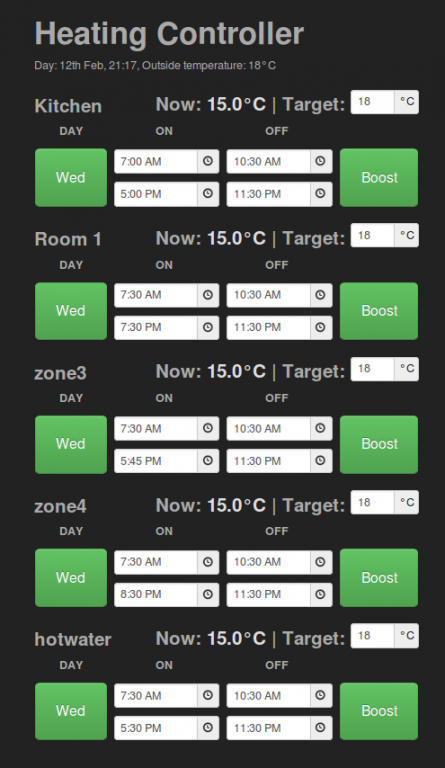 Heating Controller
Day: 12th Feb, 21:17, Outside temperature: 18°C
Kitchen Now: 15.0°C | Target: 18 °C
DAY ON OFF
Wed 7:00 AM 10:30 AM Boost
5:00 PM 11:30 PM
Room 1 Now: 15.0°C | Target: 18 °C
DAY ON OFF
Wed 7:30 AM 10:30 AM Boost
7:30 PM 11:30 PM
zone3 Now: 15.0°C | Target: 18 °C
DAY ON OFF
Wed 7:30 AM 10:30 AM Boost
5:45 PM 11:30 PM
zone4 Now: 15.0°C | Target: 18 °C
DAY ON OFF
Wed 7:30 AM 10:30 AM Boost
8:30 PM 11:30 PM
hotwater Now: 15.0°C | Target: 18 °C
DAY ON OFF
Wed 7:30 AM 10:30 AM Boost
5:30 PM 11:30 PM